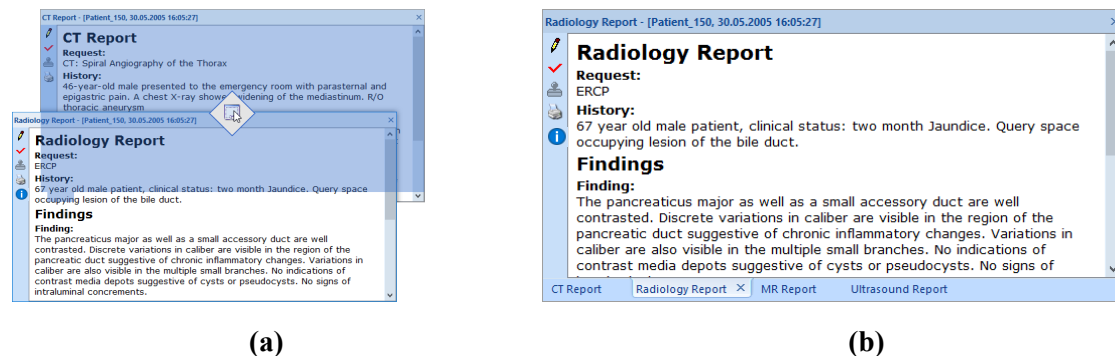 CT Report - [Patient_150, 30.05.2005 16:05:27]
CT Report
Request:
CT: Spiral Angiography of the Thorax
History:
46-year-old male presented to the emergency room with parasternal and
epigastric pain. A chest X-ray showed widening of the mediastinum. R/O
thoracic aneurysm
Radiology Report - [Patient_150, 30.05.2005 16:05:27]
Radiology Report
Request:
ERCP
History:
67 year old male patient, clinical status: two month Jaundice. Query space
occupying lesion of the bile duct.
Findings
Finding:
The pancreaticus major as well as a small accessory duct are well
contrasted. Discrete variations in caliber are visible in the region of the
pancreatic duct suggestive of chronic inflammatory changes. Variations in
caliber are also visible in the multiple small branches. No indications of
contrast media depots suggestive of cysts or pseudocysts. No signs of
intraluminal concrements.
(a)
Radiology Report - [Patient_150, 30.05.2005 16:05:27]
Radiology Report
Request:
ERCP
History:
67 year old male patient, clinical status: two month Jaundice. Query space
occupying lesion of the bile duct.
Findings
Finding:
The pancreaticus major as well as a small accessory duct are well
contrasted. Discrete variations in caliber are visible in the region of the
pancreatic duct suggestive of chronic inflammatory changes. Variations in
caliber are also visible in the multiple small branches. No indications of
contrast media depots suggestive of cysts or pseudocysts. No signs of
CT Report Radiology Report MR Report Ultrasound Report
(b)